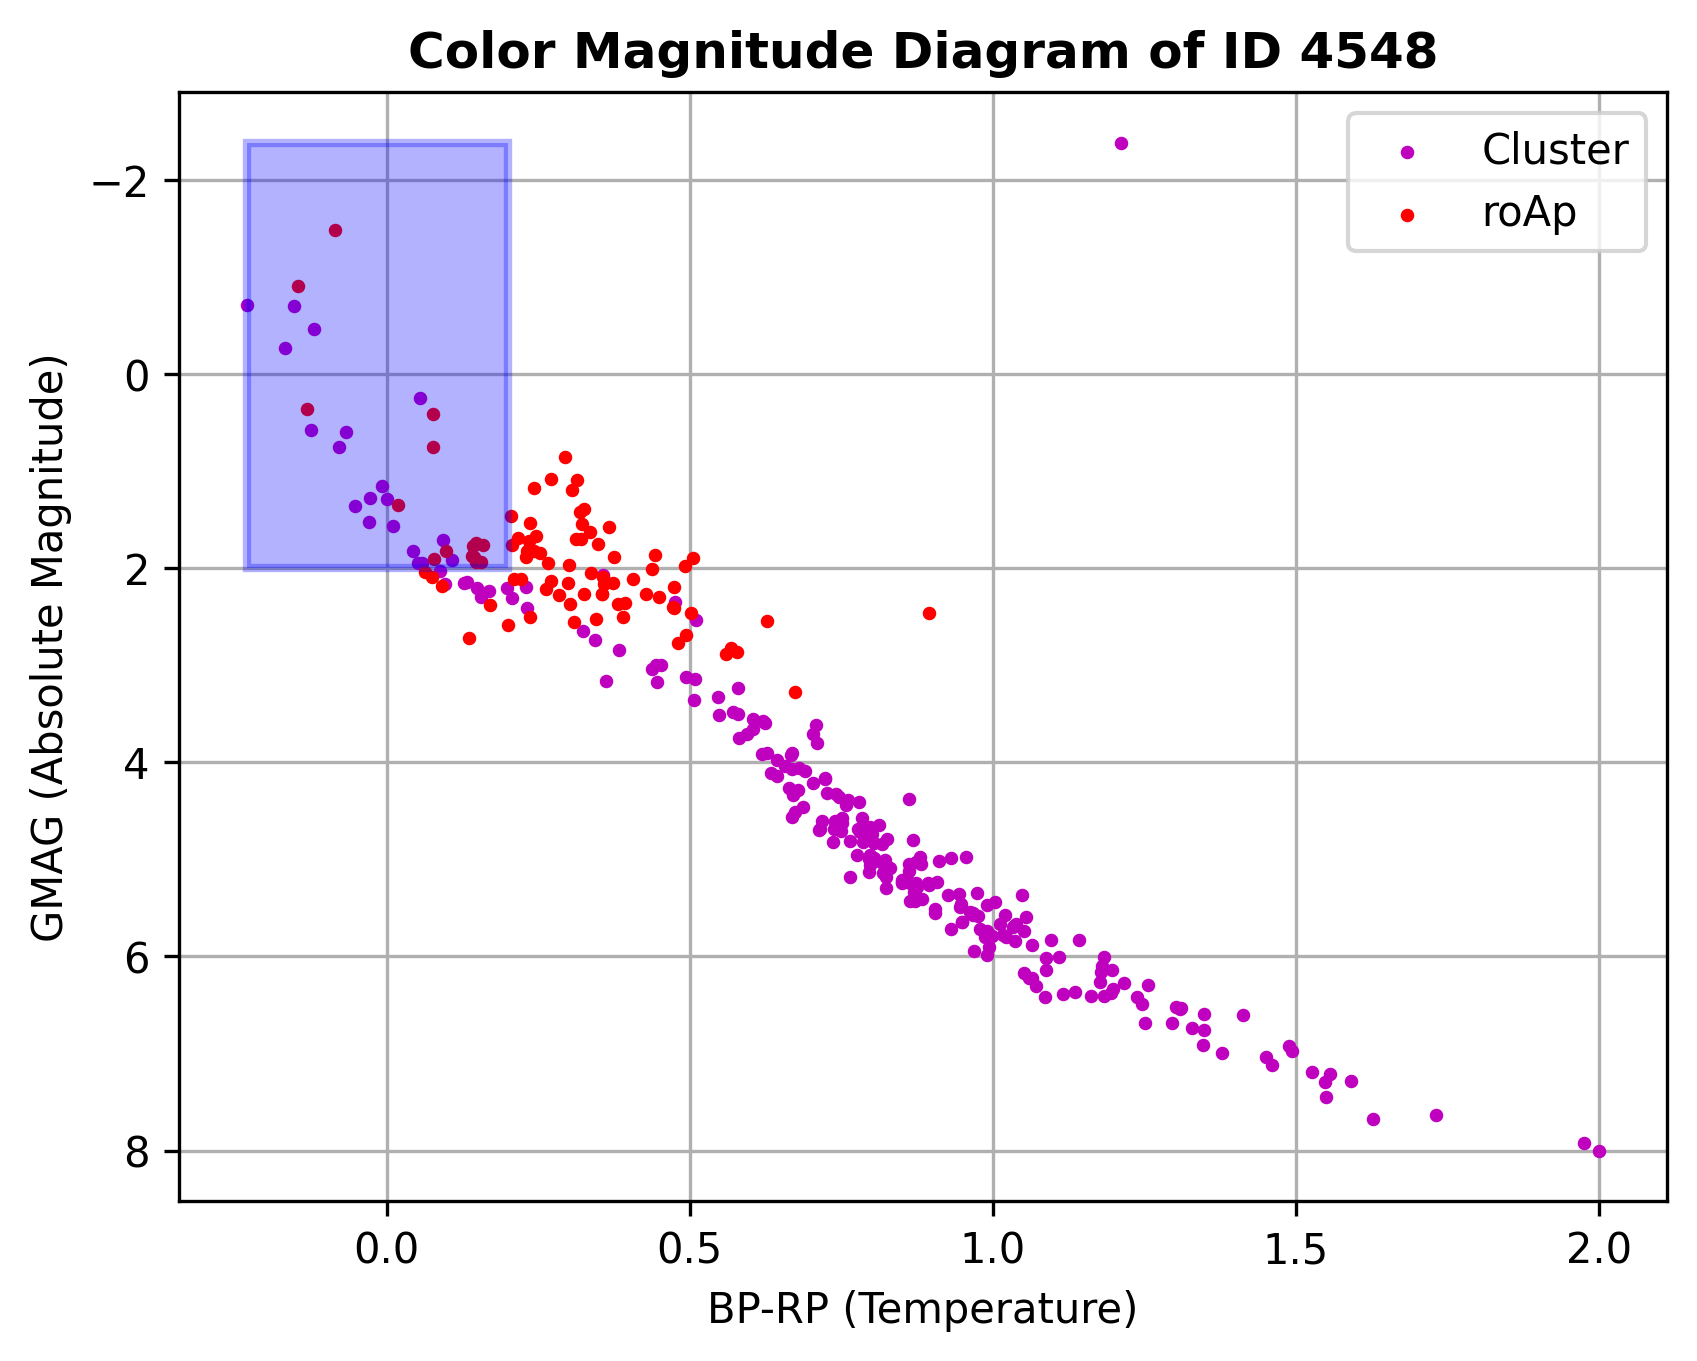 Color Magnitude Diagram of ID 4548
Cluster
roAp
GMAG (Absolute Magnitude)
−2
0
2
4
6
8
0.0 0.5 1.0 1.5 2.0
BP-RP (Temperature)